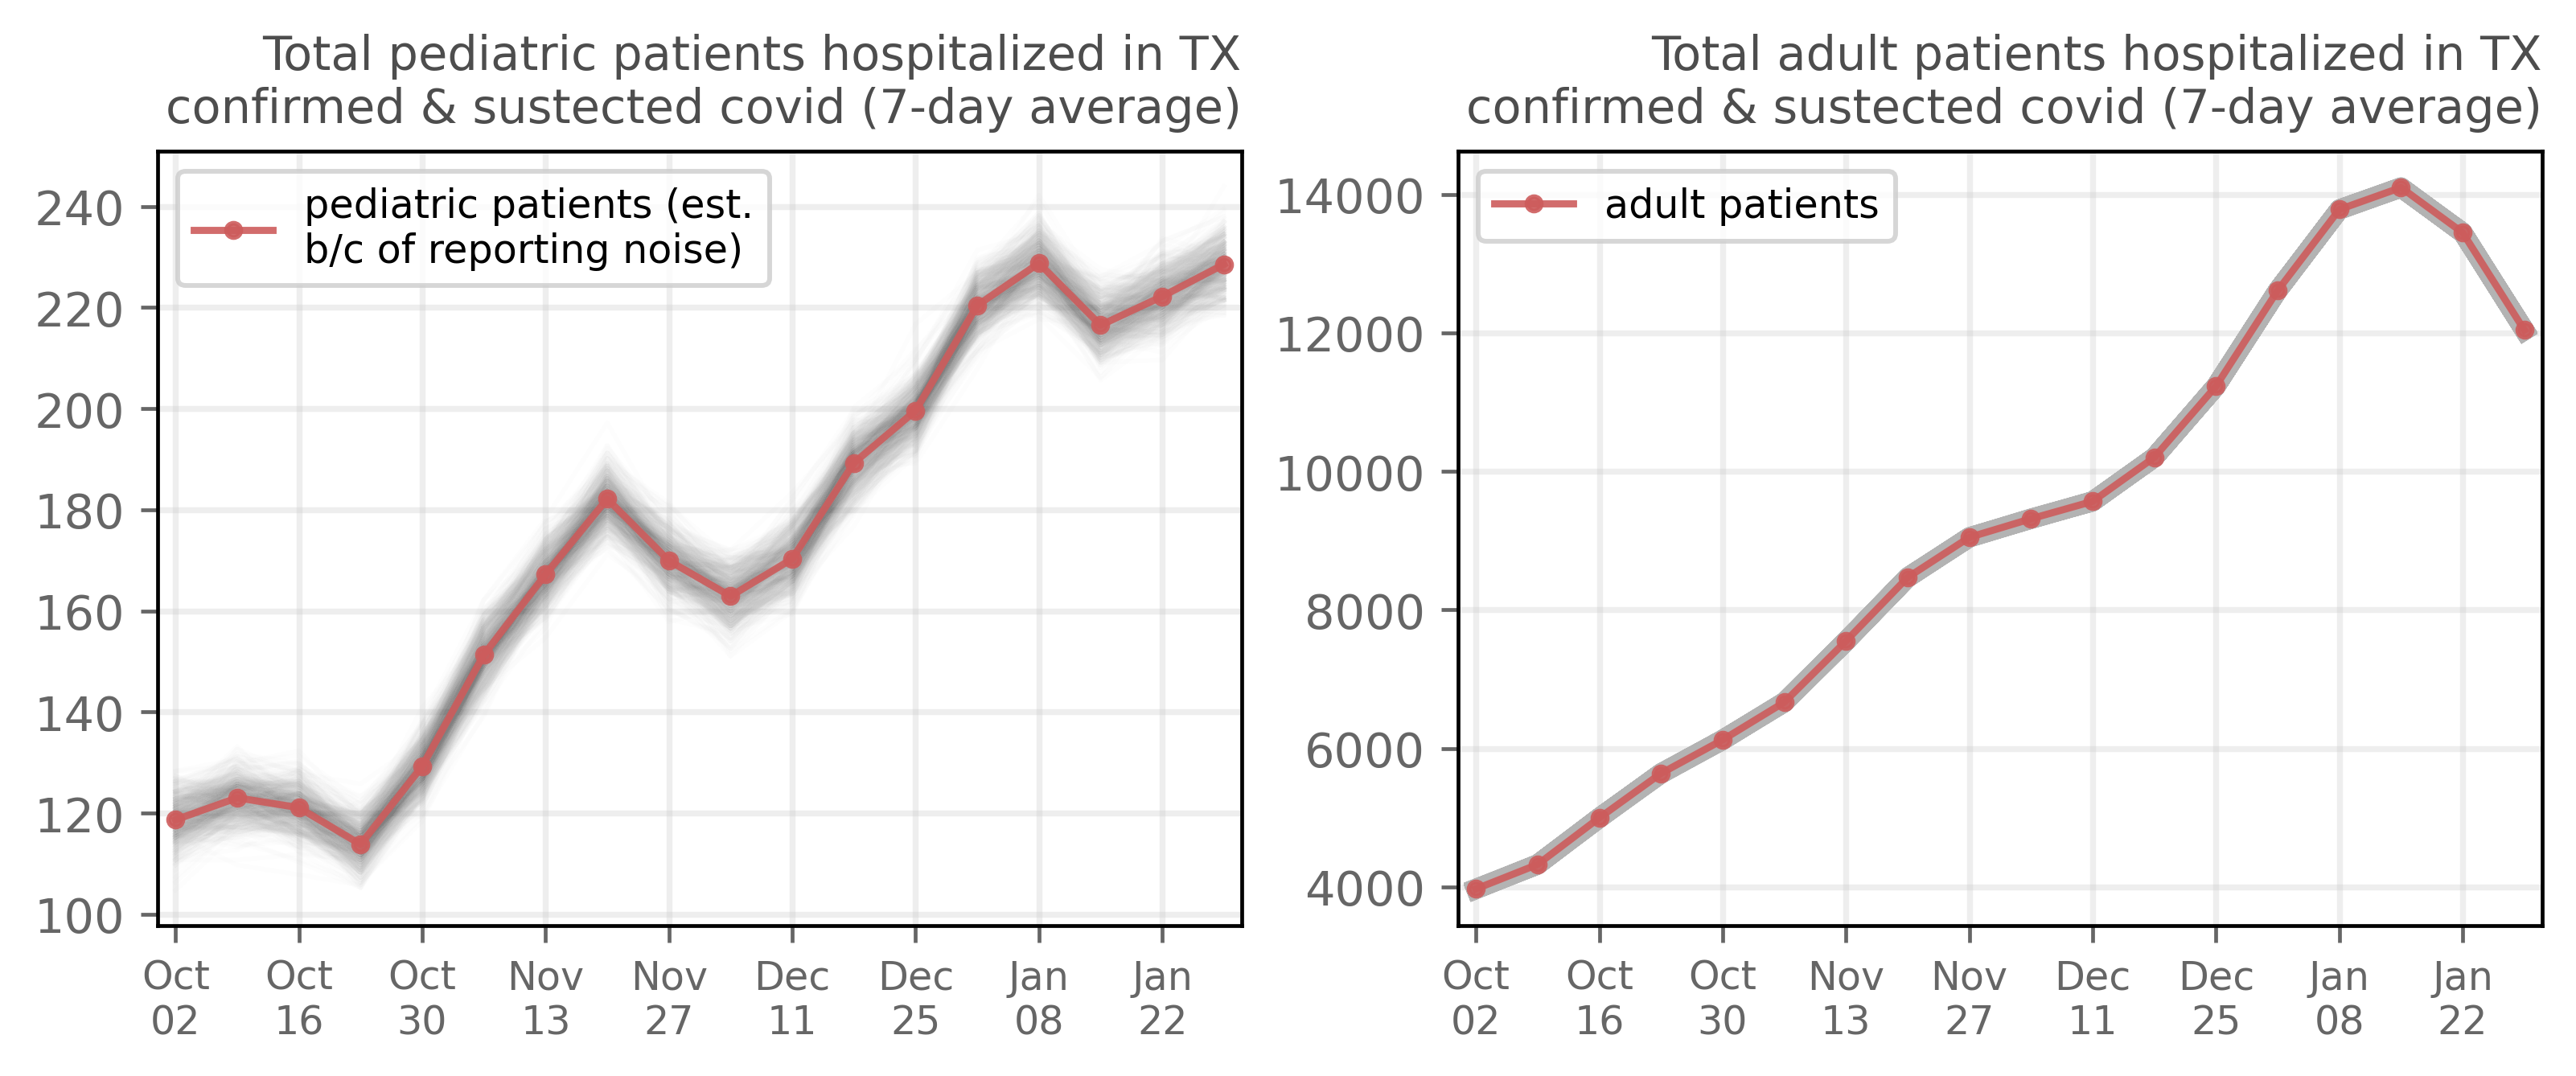 Total pediatric patients hospitalized in TX
confirmed & sustected covid (7-day average)
pediatric patients (est.
b/c of reporting noise)
240
220
200
180
160
140
120
100
Oct Oct Oct Nov Nov Dec Dec Jan Jan
02 16 30 13 27 11 25 08 22
Total adult patients hospitalized in TX
confirmed & sustected covid (7-day average)
adult patients
14000
12000
10000
8000
6000
4000
Oct Oct Oct Nov Nov Dec Dec Jan Jan
02 16 30 13 27 11 25 08 22